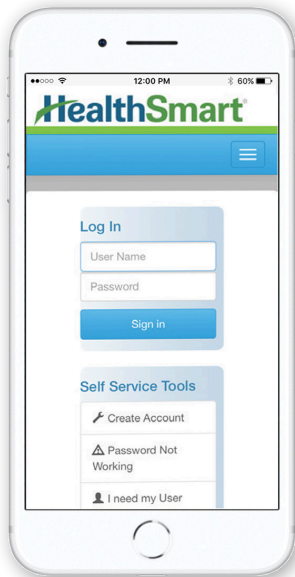 12:00 PM
60%
HealthSmart
Log In
User Name
Password
Sign in
Self Service Tools
Create Account
Password Not
Working
I need my User